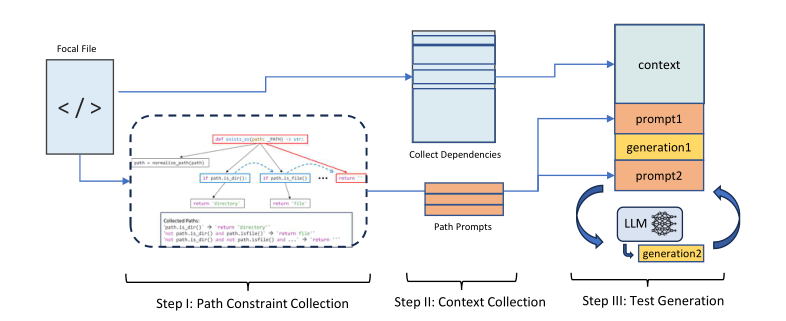 Focal File
</>
def exists_as(path: _PATH) -> str:
path = normalize_path(path)
if path.is_dir():
if path.is_file()
•••
return ''
return 'directory'
return 'file'
Collected Paths:
'path.is_dir()' → 'return 'directory''
'not path.is_dir() and path.isfile()' → 'return file''
'not path.is_dir() and not path.isfile() and ...' → 'return '''
Collect Dependencies
Path Prompts
context
prompt1
generation1
prompt2
LLM
generation2
Step I: Path Constraint Collection
Step II: Context Collection
Step III: Test Generation